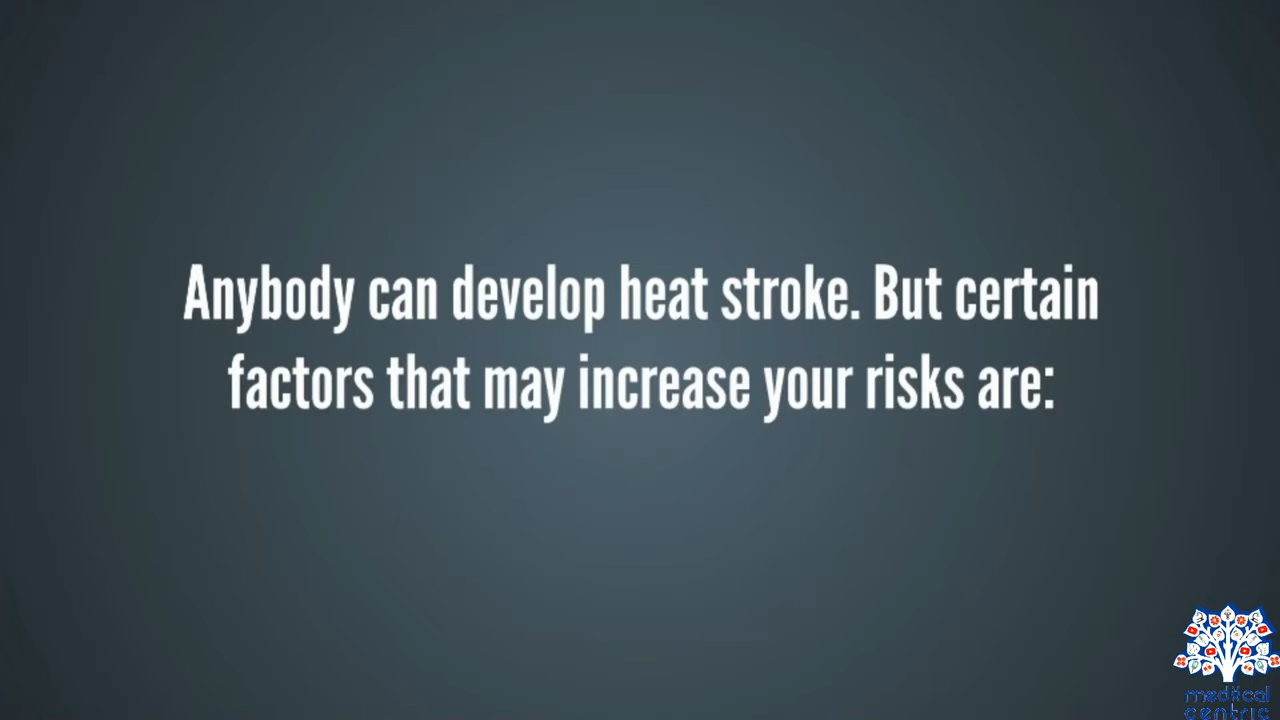 Anybody can develop heat stroke. But certain
factors that may increase your risks are:
medical
centric